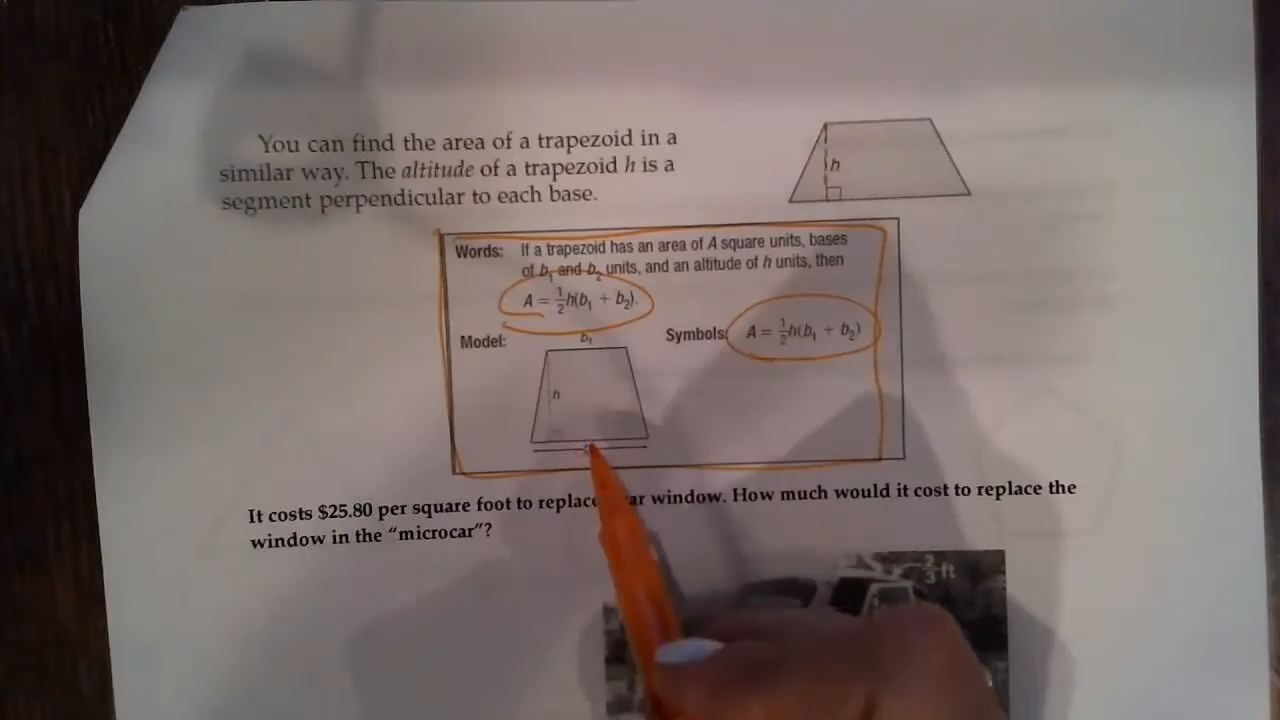 You can find the area of a trapezoid in a
similar way. The altitude of a trapezoid h is a
segment perpendicular to each base.
h
Words: If a trapezoid has an area of A square units, bases
of b₁ and b₂ units, and an altitude of h units, then
A = ½h(b₁ + b₂).
Model:
Symbols: A = ½h(b₁ + b₂)
b₁
h
It costs $25.80 per square foot to replace window. How much would it cost to replace the
window in the “microcar”?
⅔ ft